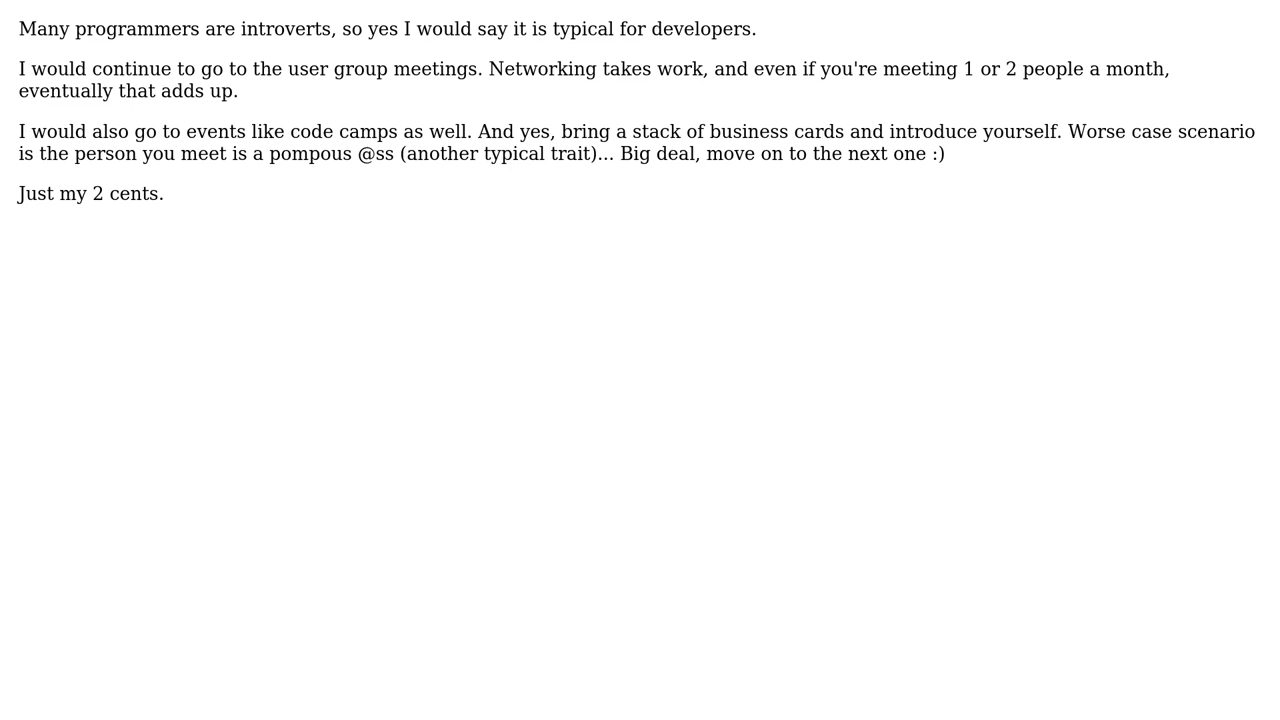 Many programmers are introverts, so yes I would say it is typical for developers.
I would continue to go to the user group meetings. Networking takes work, and even if you're meeting 1 or 2 people a month,
eventually that adds up.
I would also go to events like code camps as well. And yes, bring a stack of business cards and introduce yourself. Worse case scenario
is the person you meet is a pompous @ss (another typical trait)... Big deal, move on to the next one :)
Just my 2 cents.